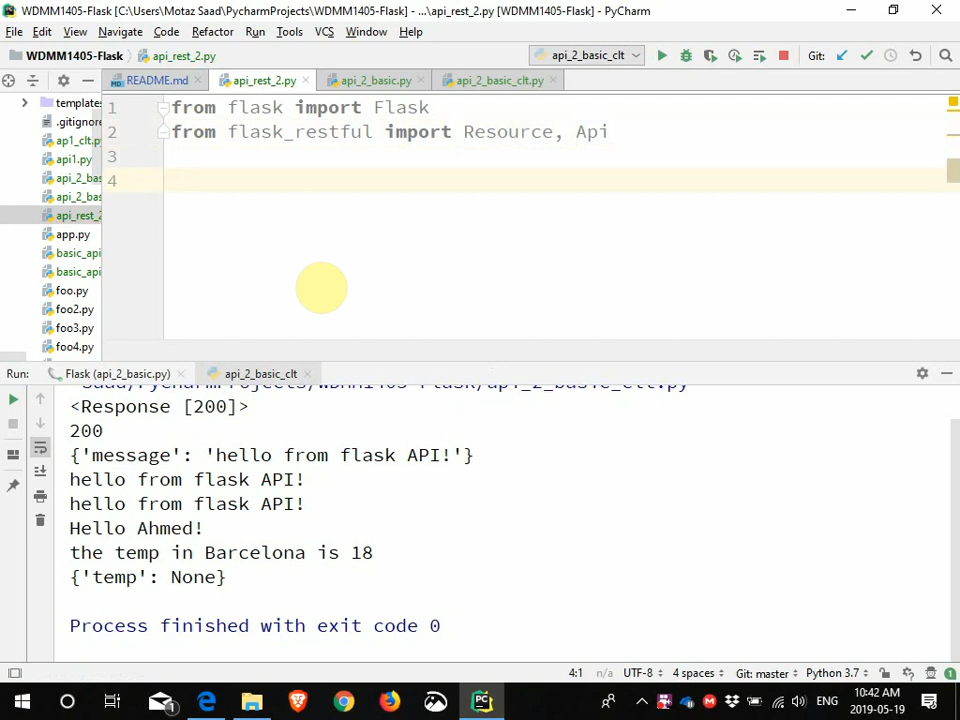 WDMM1405-Flask [C:\Users\Motaz Saad\PycharmProjects\WDMM1405-Flask] - ...\api_rest_2.py [WDMM1405-Flask] - PyCharm
File Edit View Navigate Code Refactor Run Tools VCS Window Help
WDMM1405-Flask api_rest_2.py api_2_basic_clt Git:
README.md api_rest_2.py api_2_basic.py api_2_basic_clt.py
templates
.gitignore
ap1_clt.py
api1.py
api_2_bas
api_2_bas
api_rest_2
app.py
basic_api
basic_api
foo.py
foo2.py
foo3.py
foo4.py
1 from flask import Flask
2 from flask_restful import Resource, Api
3
4
Run: Flask (api_2_basic.py) api_2_basic_clt
Saad/PycharmProjects/WDMM1405-Flask/api_2_basic_clt.py"
<Response [200]>
200
{'message': 'hello from flask API!'}
hello from flask API!
hello from flask API!
Hello Ahmed!
the temp in Barcelona is 18
{'temp': None}
Process finished with exit code 0
4:1 n/a UTF-8 4 spaces Git: master Python 3.7
1 ENG 10:42 AM
2019-05-19